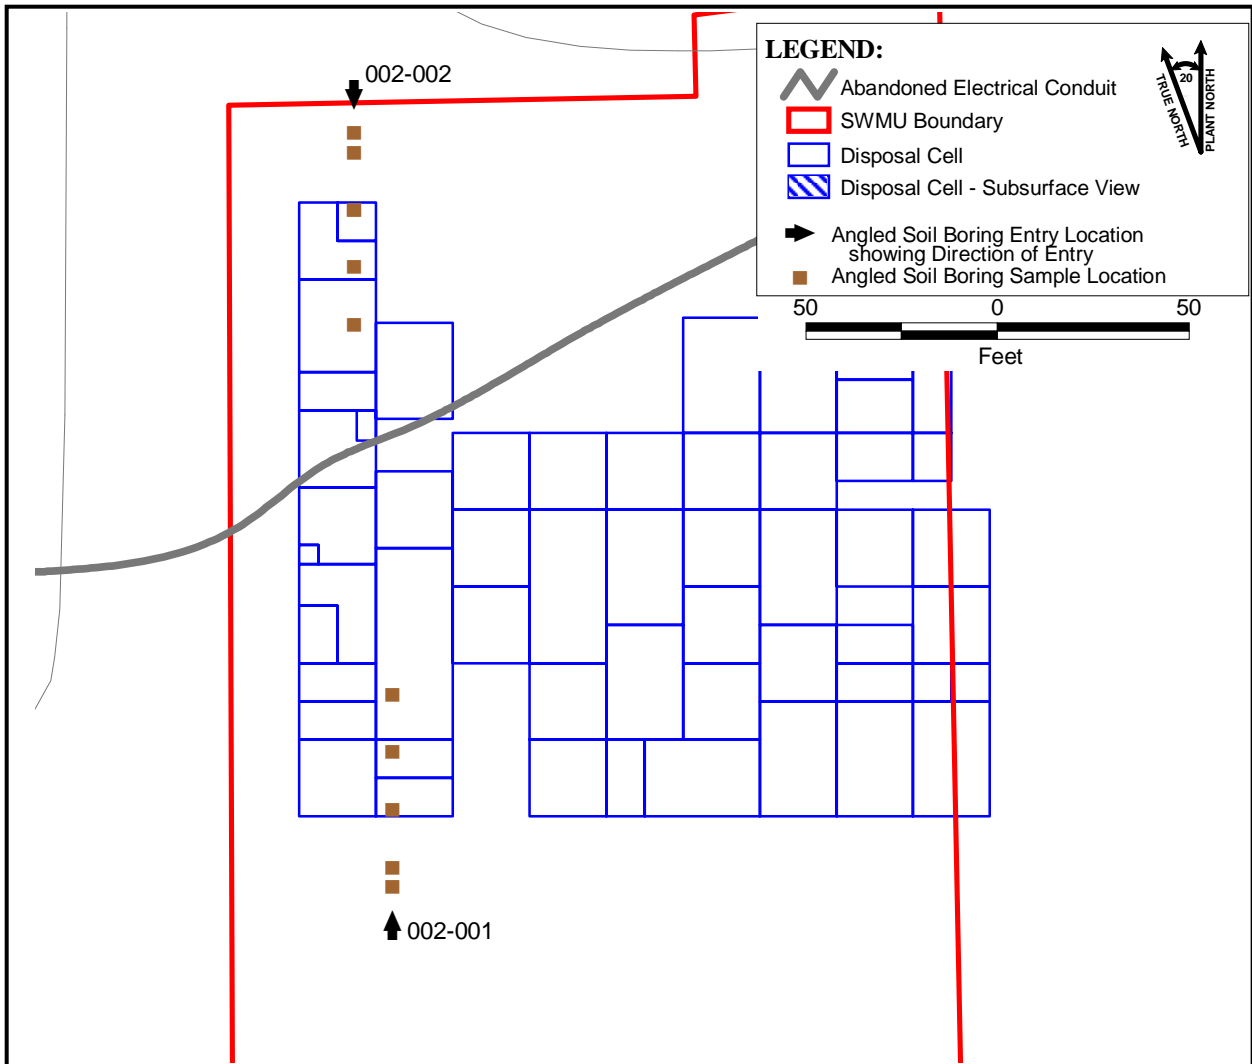 002-002
LEGEND:
Abandoned Electrical Conduit
SWMU Boundary
Disposal Cell
Disposal Cell - Subsurface View
Angled Soil Boring Entry Location
showing Direction of Entry
Angled Soil Boring Sample Location
20
TRUE NORTH
PLANT NORTH
50 0 50
Feet
002-001